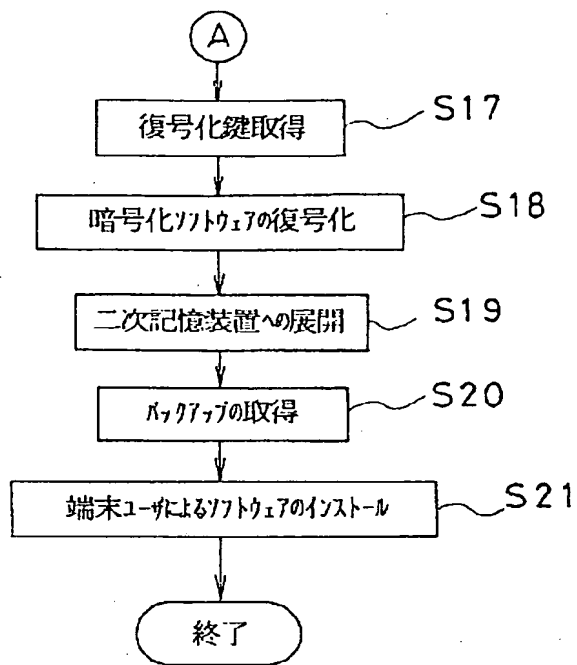 A
復号化鍵取得
S17
暗号化ソフトウェアの復号化
S18
二次記憶装置への展開
S19
バックアップの取得
S20
端末ユーザによるソフトウェアのインストール
S21
終了